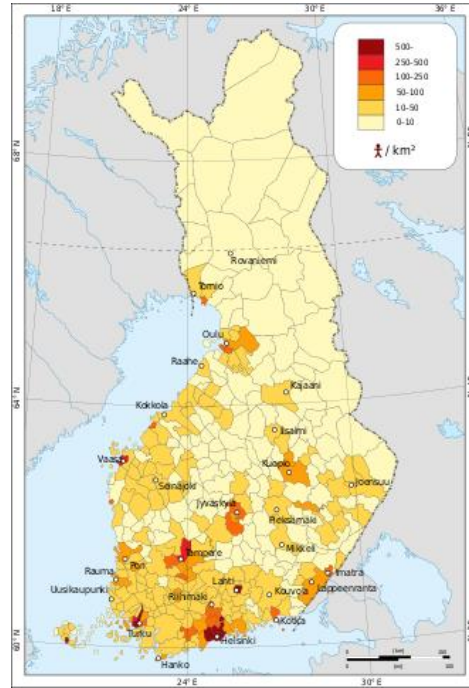 18° E
24° E
30° E
36° E
500-
250-500
100-250
50-100
10-50
0-10
/ km²
68° N
Rovaniemi
Tornio
Oulu
Raahe
64° N
64° N
Kajaani
Kokkola
Iisalmi
Vaasa
Kuopio
Seinäjoki
Joensuu
Jyväskylä
Pieksämäki
Tampere
Mikkeli
Pori
Imatra
Rauma
Lahti
Lappeenranta
Uusikaupunki
Kouvola
Riihimäki
Kotka
Turku
Helsinki
60° N
Hanko
24° E
30° E